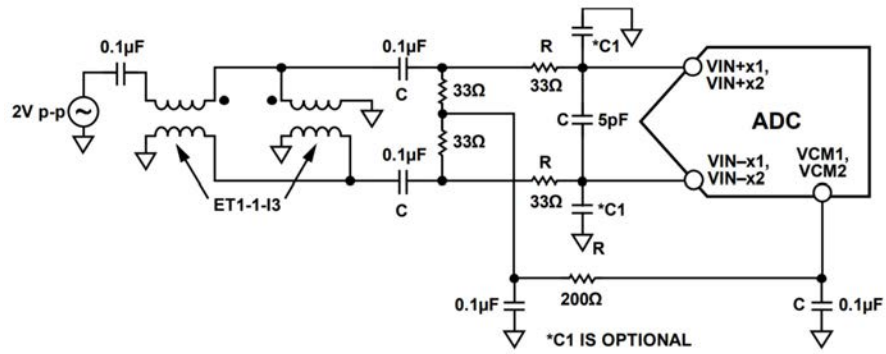 0.1µF
2V p-p
ET1-1-I3
0.1µF
C
0.1µF
C
33Ω
33Ω
R
33Ω
R
33Ω
*C1
C
5pF
*C1
R
VIN+x1,
VIN+x2
ADC
VIN–x1,
VIN–x2
VCM1,
VCM2
200Ω
0.1µF
C
0.1µF
*C1 IS OPTIONAL